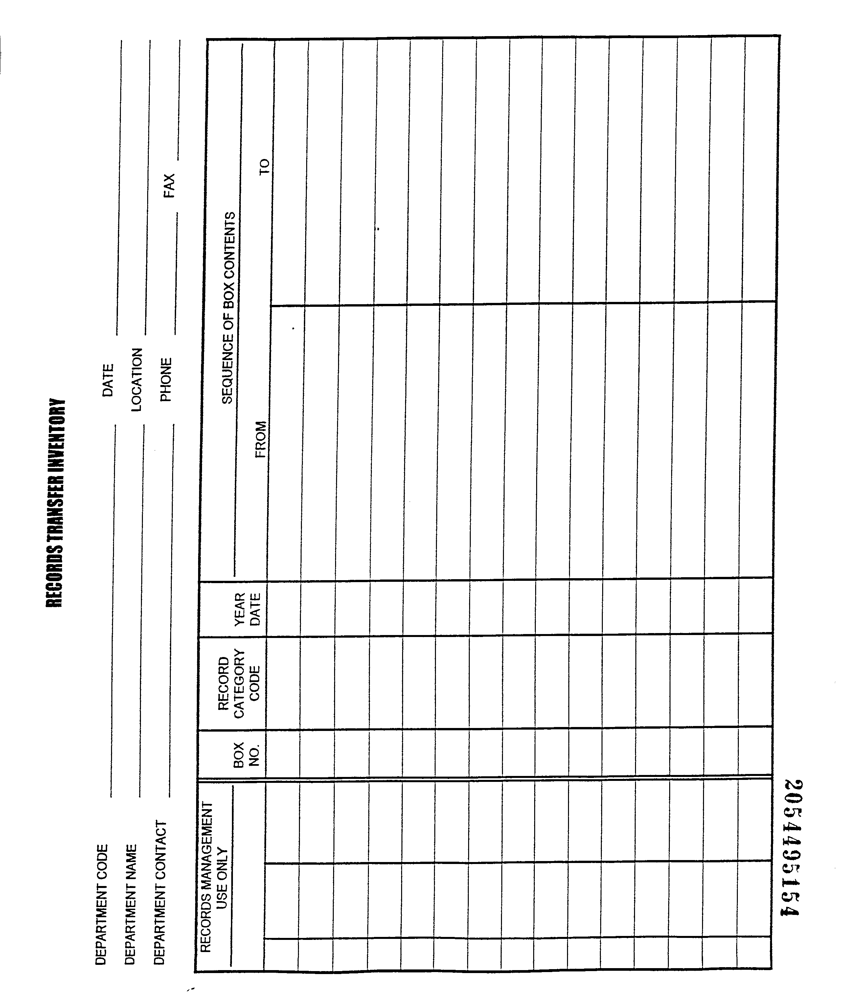 RECORDS TRANSFER INVENTORY
DEPARTMENT CODE DATE
DEPARTMENT NAME LOCATION
DEPARTMENT CONTACT PHONE FAX
RECORDS MANAGEMENT
USE ONLY
BOX
NO.
RECORD
CATEGORY
CODE
YEAR
DATE
SEQUENCE OF BOX CONTENTS
FROM TO
2054495154